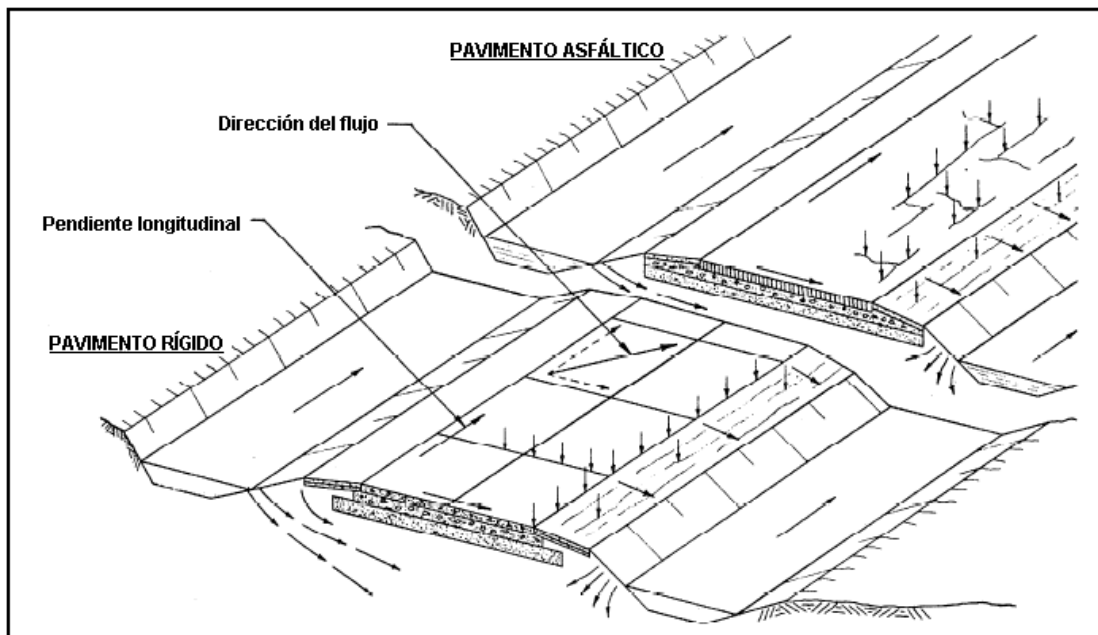 PAVIMENTO ASFÁLTICO
Dirección del flujo
Pendiente longitudinal
PAVIMENTO RÍGIDO